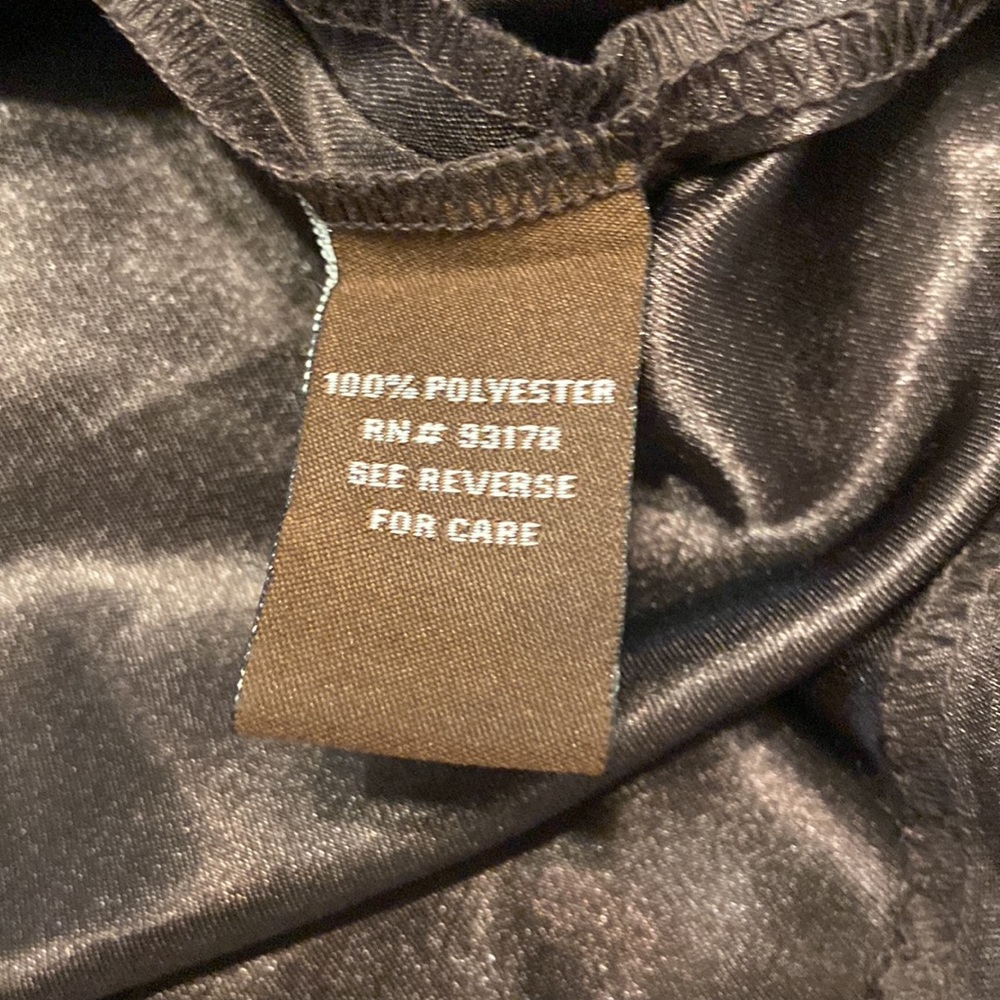 100% POLYESTER
RN# 93178
SEE REVERSE
FOR CARE